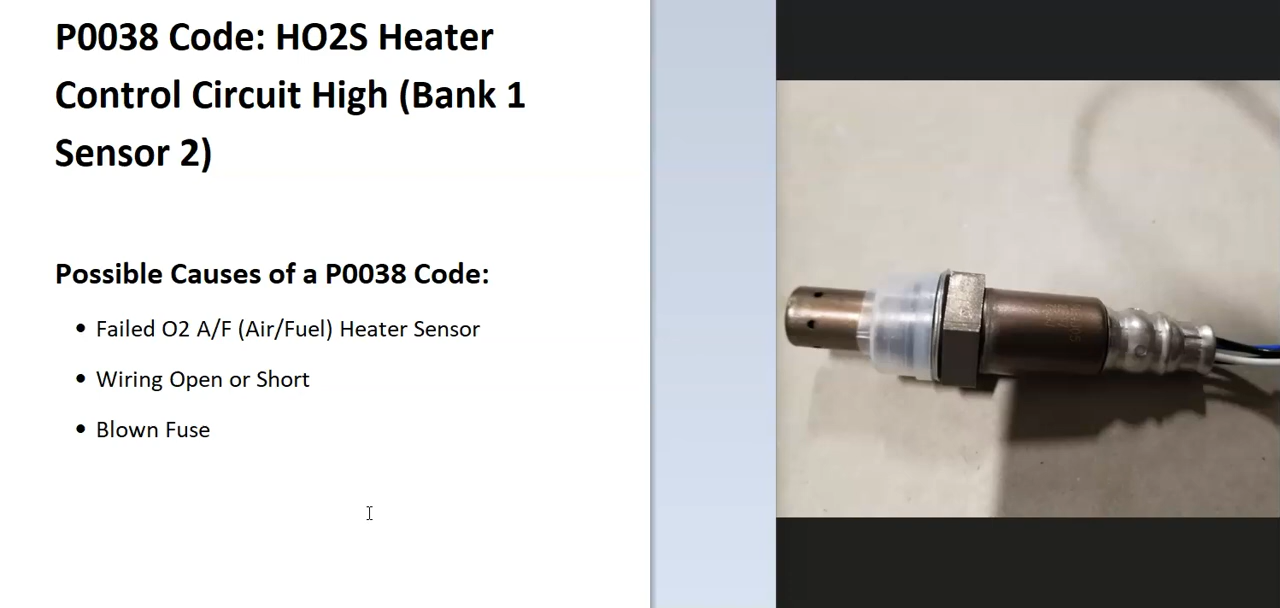 P0038 Code: HO2S Heater
Control Circuit High (Bank 1
Sensor 2)
Possible Causes of a P0038 Code:
• Failed O2 A/F (Air/Fuel) Heater Sensor
• Wiring Open or Short
• Blown Fuse